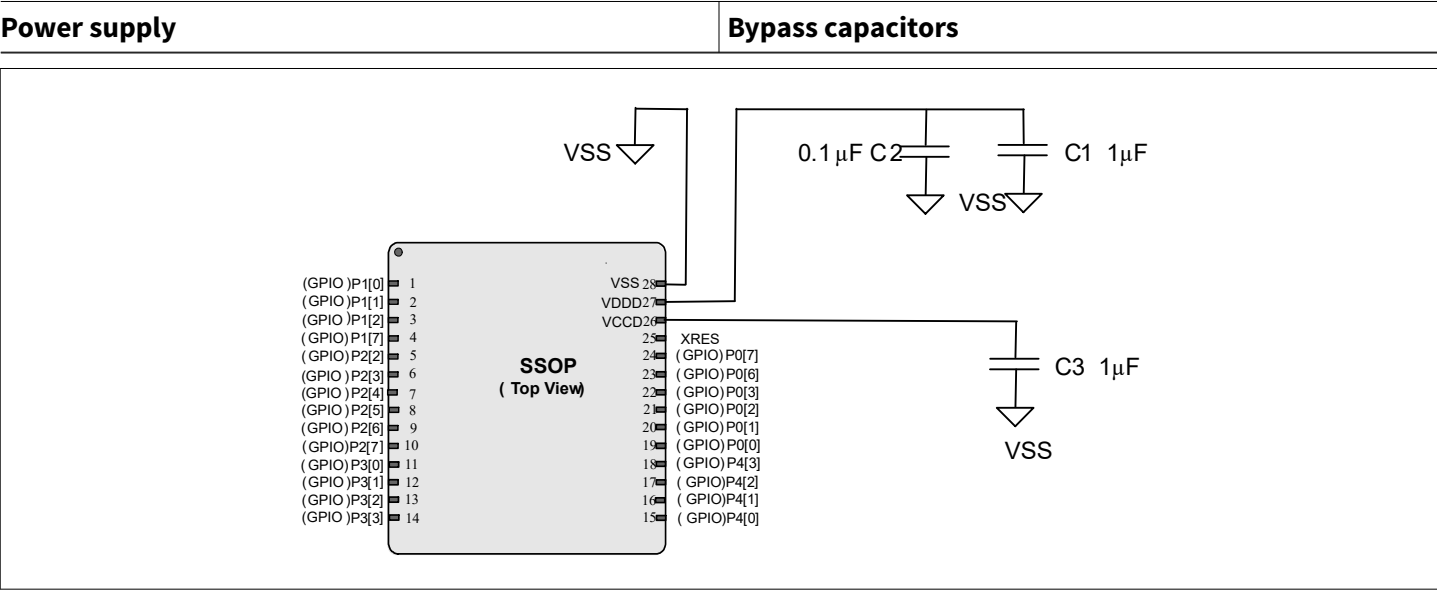 Power supply
Bypass capacitors
VSS
0.1 μF C2
C1 1μF
VSS
(GPIO )P1[0] 1
(GPIO )P1[1] 2
(GPIO )P1[2] 3
(GPIO )P1[7] 4
(GPIO )P2[2] 5
(GPIO )P2[3] 6
(GPIO )P2[4] 7
(GPIO )P2[5] 8
(GPIO )P2[6] 9
(GPIO)P2[7] 10
(GPIO )P3[0] 11
(GPIO )P3[1] 12
(GPIO )P3[2] 13
(GPIO )P3[3] 14
SSOP
( Top View)
VSS 28
VDDD27
VCCD26
25 XRES
24 (GPIO) P0[7]
23 (GPIO) P0[6]
22 (GPIO) P0[3]
21 (GPIO) P0[2]
20 (GPIO) P0[1]
19 (GPIO) P0[0]
18 (GPIO) P4[3]
17 ( GPIO)P4[2]
16 ( GPIO)P4[1]
15 ( GPIO)P4[0]
C3 1μF
VSS